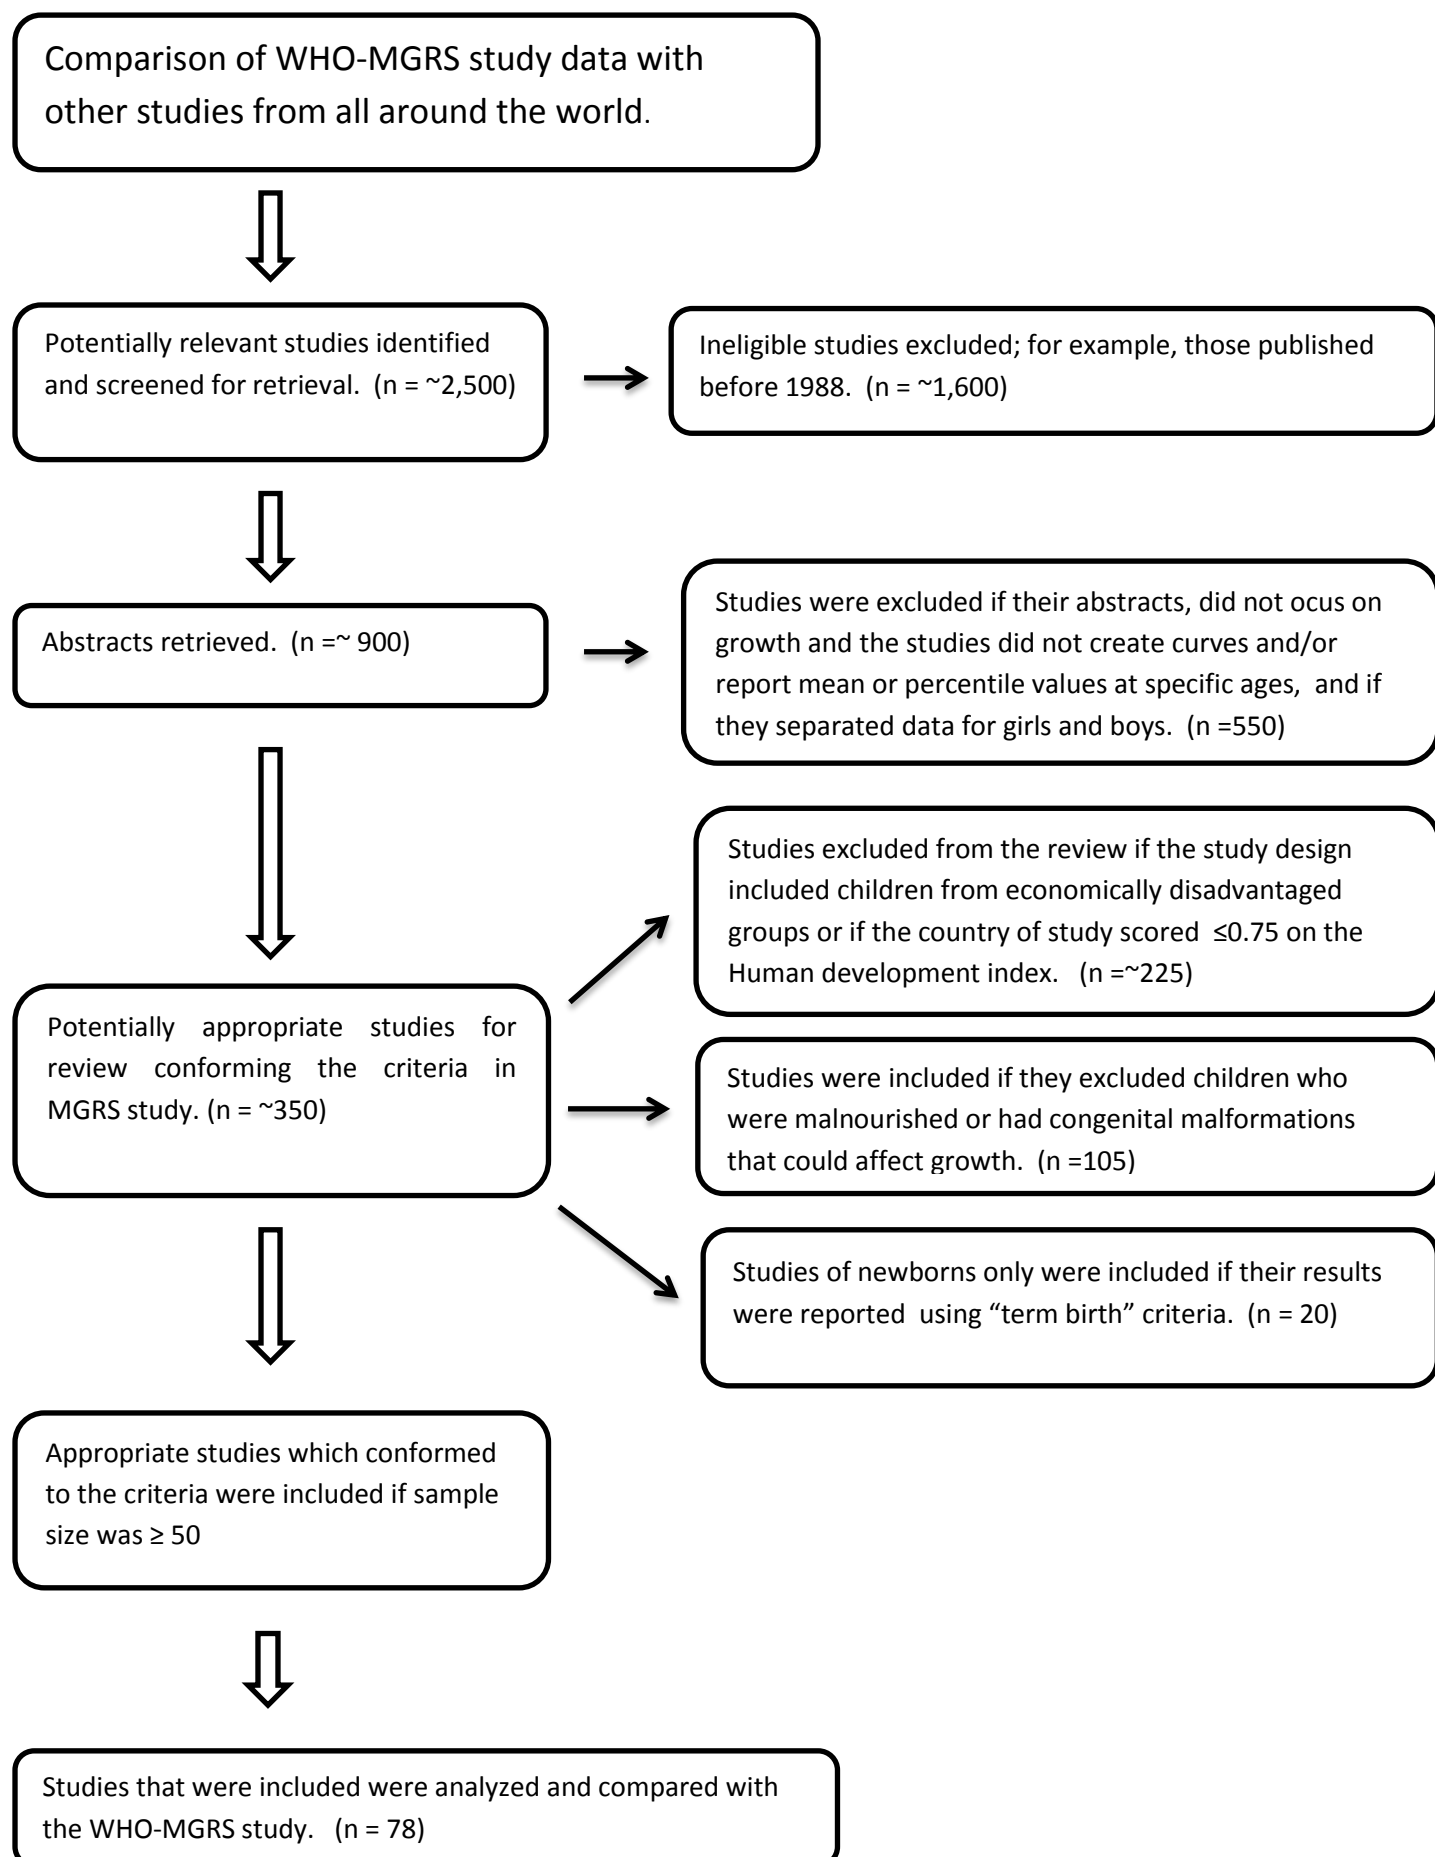 Comparison of WHO-MGRS study data with
other studies from all around the world.
Potentially relevant studies identified
and screened for retrieval. (n = ~2,500)
Ineligible studies excluded; for example, those published
before 1988. (n = ~1,600)
Abstracts retrieved. (n =~ 900)
Studies were excluded if their abstracts, did not ocus on
growth and the studies did not create curves and/or
report mean or percentile values at specific ages, and if
they separated data for girls and boys. (n =550)
Studies excluded from the review if the study design
included children from economically disadvantaged
groups or if the country of study scored ≤0.75 on the
Human development index. (n =~225)
Potentially appropriate studies for
review conforming the criteria in
MGRS study. (n = ~350)
Studies were included if they excluded children who
were malnourished or had congenital malformations
that could affect growth. (n =105)
Studies of newborns only were included if their results
were reported using “term birth” criteria. (n = 20)
Appropriate studies which conformed
to the criteria were included if sample
size was ≥ 50
Studies that were included were analyzed and compared with
the WHO-MGRS study. (n = 78)